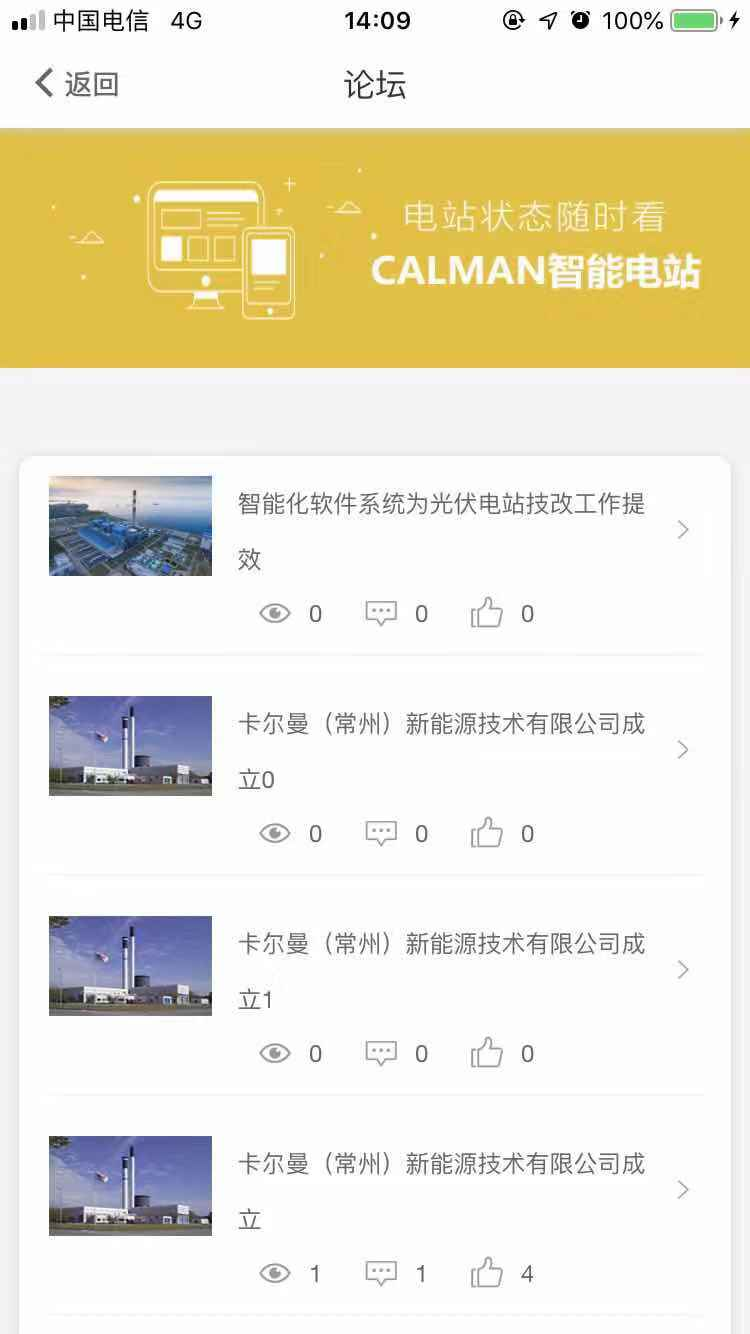 中国电信 4G 14:09 100%
返回 论坛
电站状态随时看
CALMAN智能电站
智能化软件系统为光伏电站技改工作提
效
0 0 0
卡尔曼（常州）新能源技术有限公司成
立0
0 0 0
卡尔曼（常州）新能源技术有限公司成
立1
0 0 0
卡尔曼（常州）新能源技术有限公司成
立
1 1 4